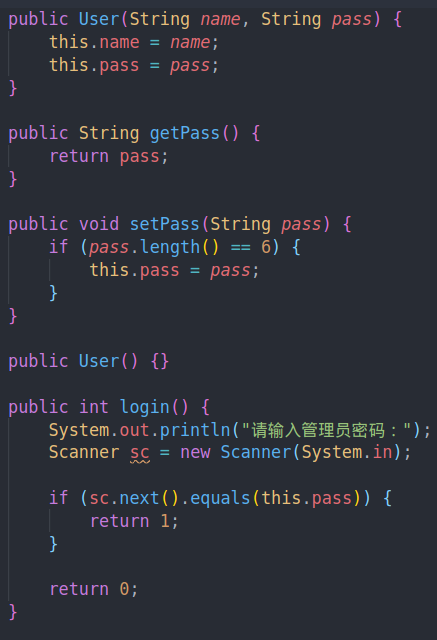 public User(String name, String pass) {
this.name = name;
this.pass = pass;
}
public String getPass() {
return pass;
}
public void setPass(String pass) {
if (pass.length() == 6) {
this.pass = pass;
}
}
public User() {}
public int login() {
System.out.println("请输入管理员密码：");
Scanner sc = new Scanner(System.in);
if (sc.next().equals(this.pass)) {
return 1;
}
return 0;
}